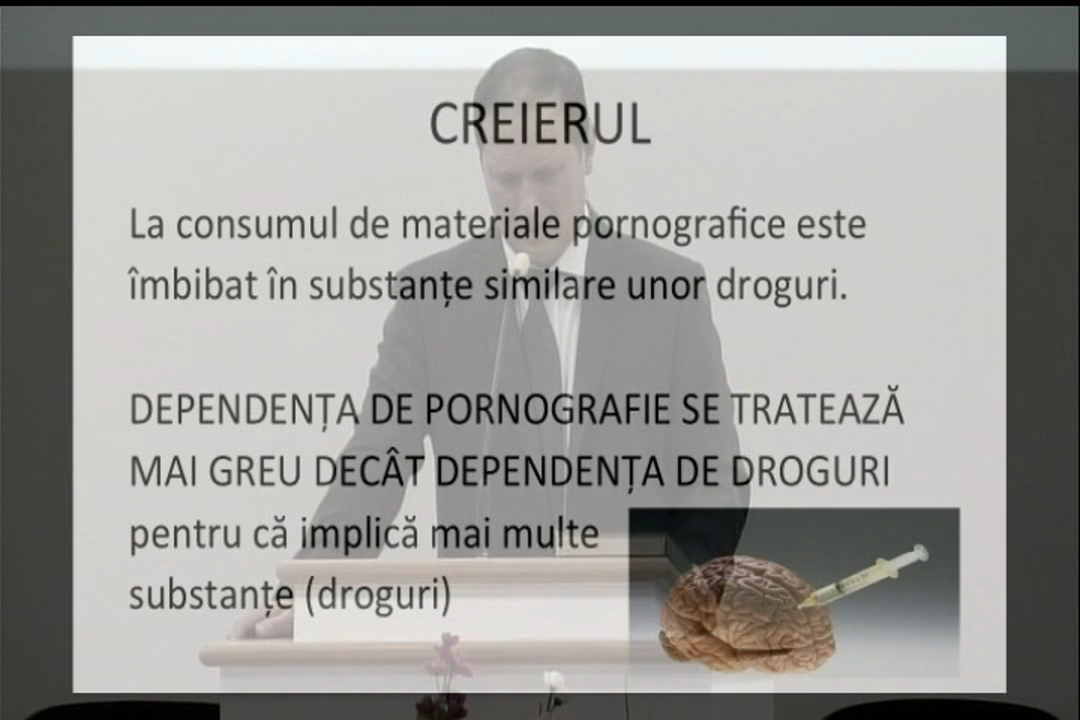 CREIERUL
La consumul de materiale pornografice este
îmbibat în substanțe similare unor droguri.
DEPENDENȚA DE PORNOGRAFIE SE TRATEAZĂ
MAI GREU DECÂT DEPENDENȚA DE DROGURI
pentru că implică mai multe
substanțe (droguri)